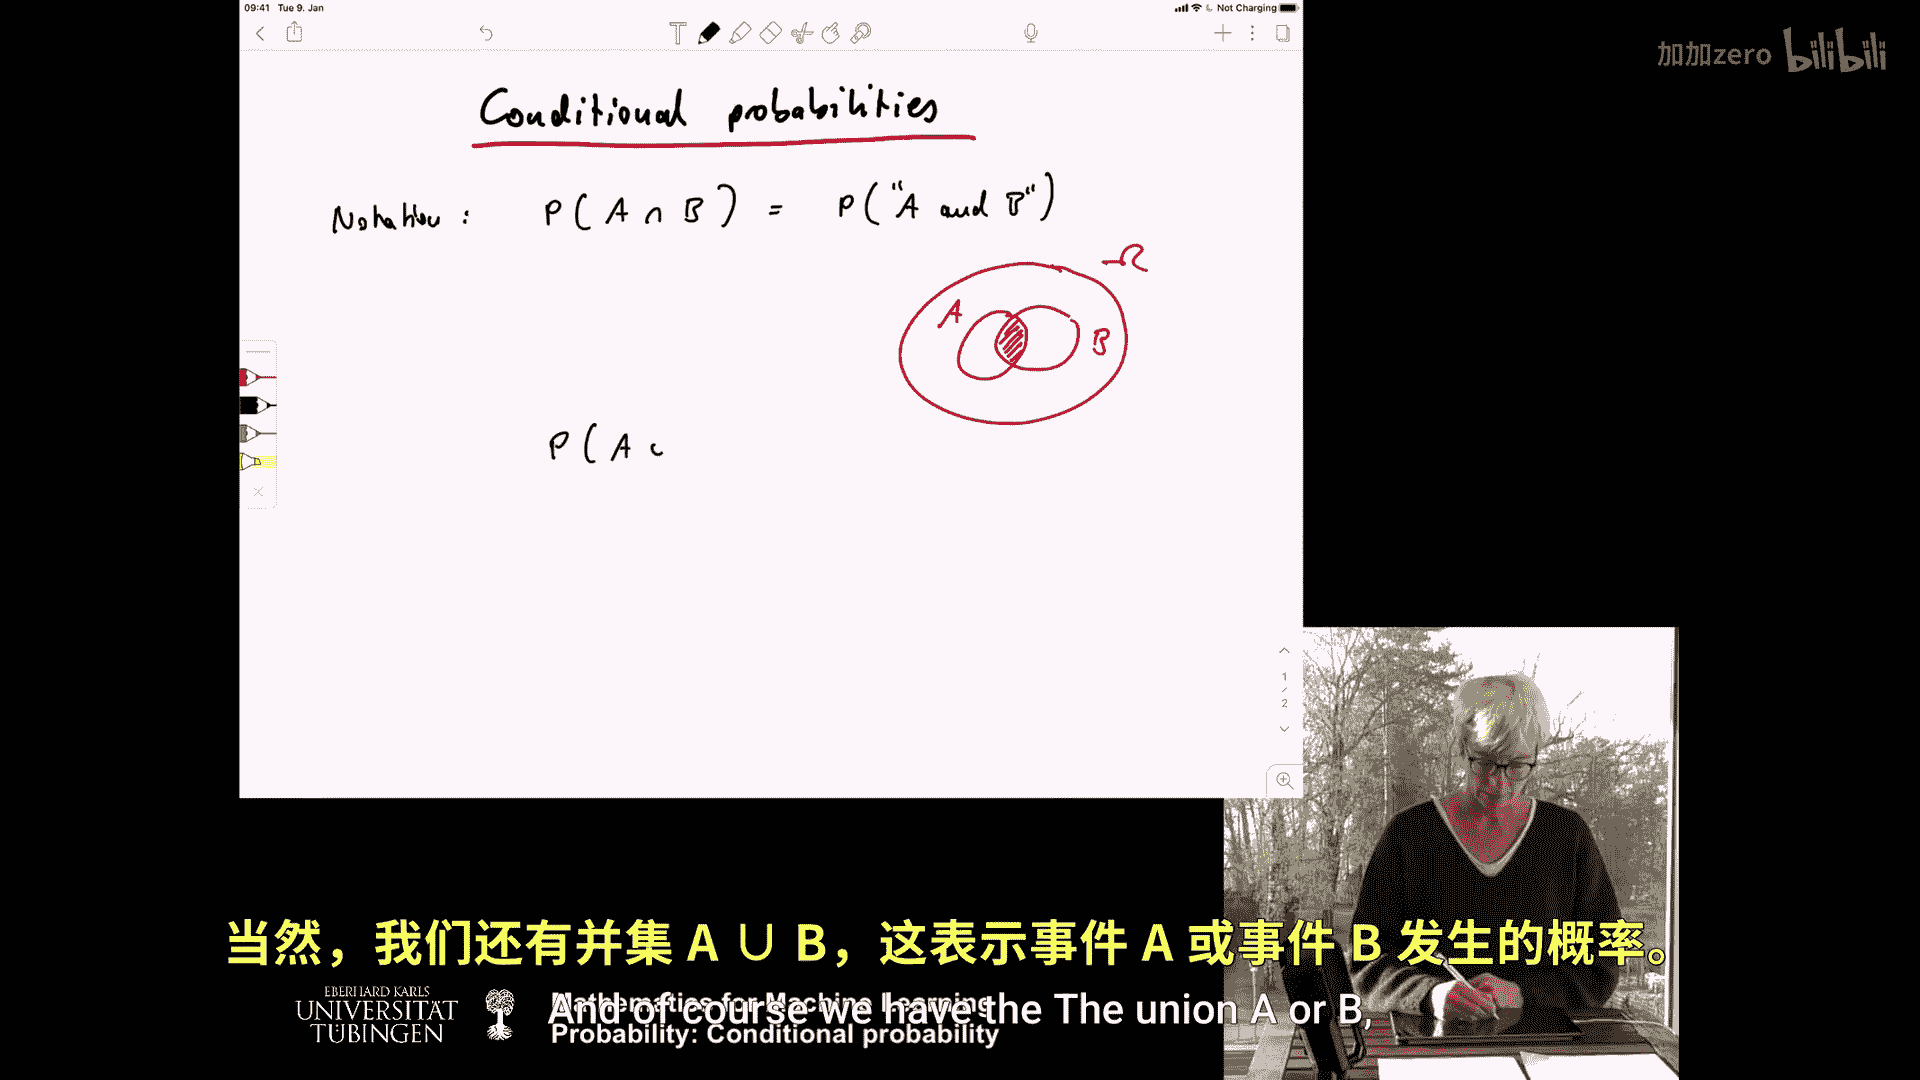 09:41 Tue 9. Jan
Not Charging
加加zero bilibili
Conditional probabilities
Notation: P(A ∩ B) = P("A and B")
Ω
A
B
P(A ∪
1
2
当然，我们还有并集 A ∪ B，这表示事件 A 或事件 B 发生的概率。
And of course we have the The union A or B,
EBERHARD KARLS
UNIVERSITÄT
TÜBINGEN
Mathematics for Machine Learning
Probability: Conditional probability